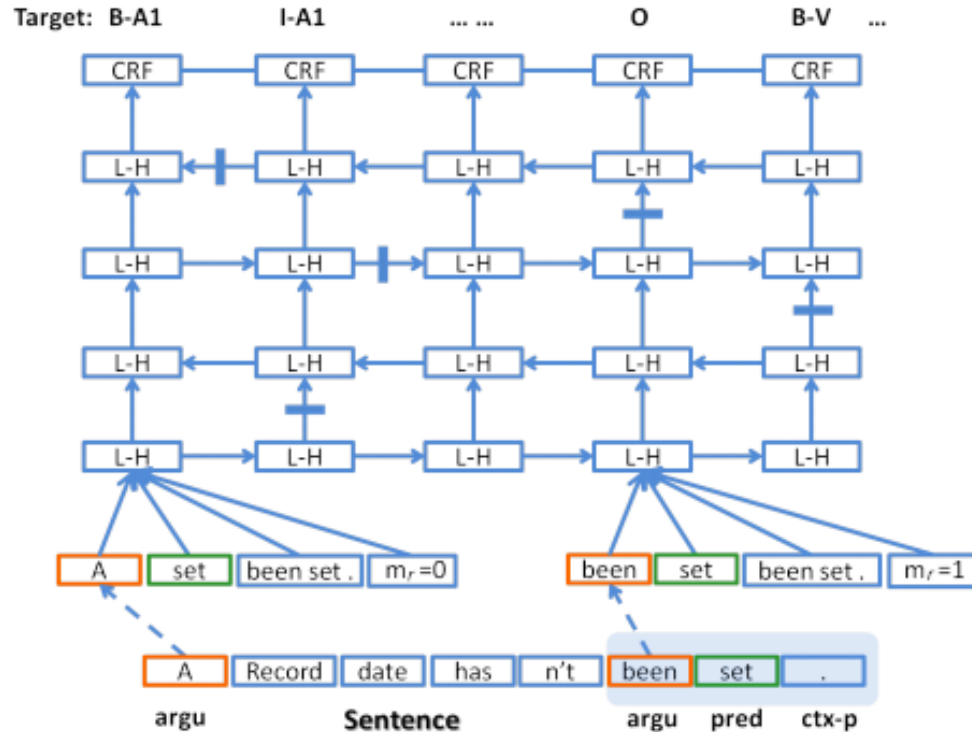 Target: B-A1 I-A1 ... ... O B-V ...
CRF CRF CRF CRF CRF
L-H L-H L-H L-H L-H
L-H L-H L-H L-H L-H
L-H L-H L-H L-H L-H
L-H L-H L-H L-H L-H
A set been set . mᵣ=0 been set been set . mᵣ=1
A Record date has n't been set .
argu Sentence argu pred ctx-p